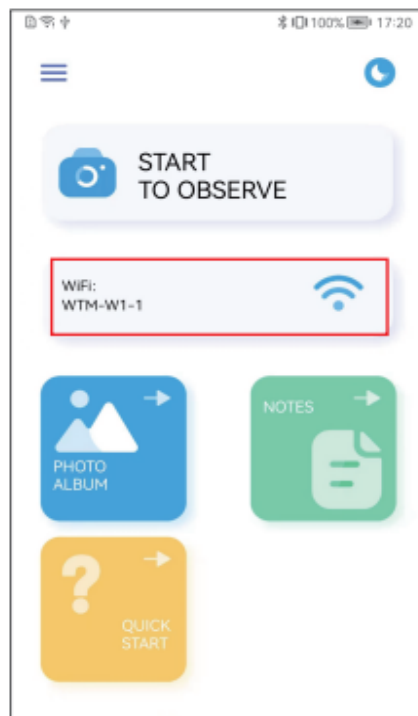 100% 17:20
START
TO OBSERVE
WiFi:
WTM-W1-1
PHOTO
ALBUM
NOTES
QUICK
START